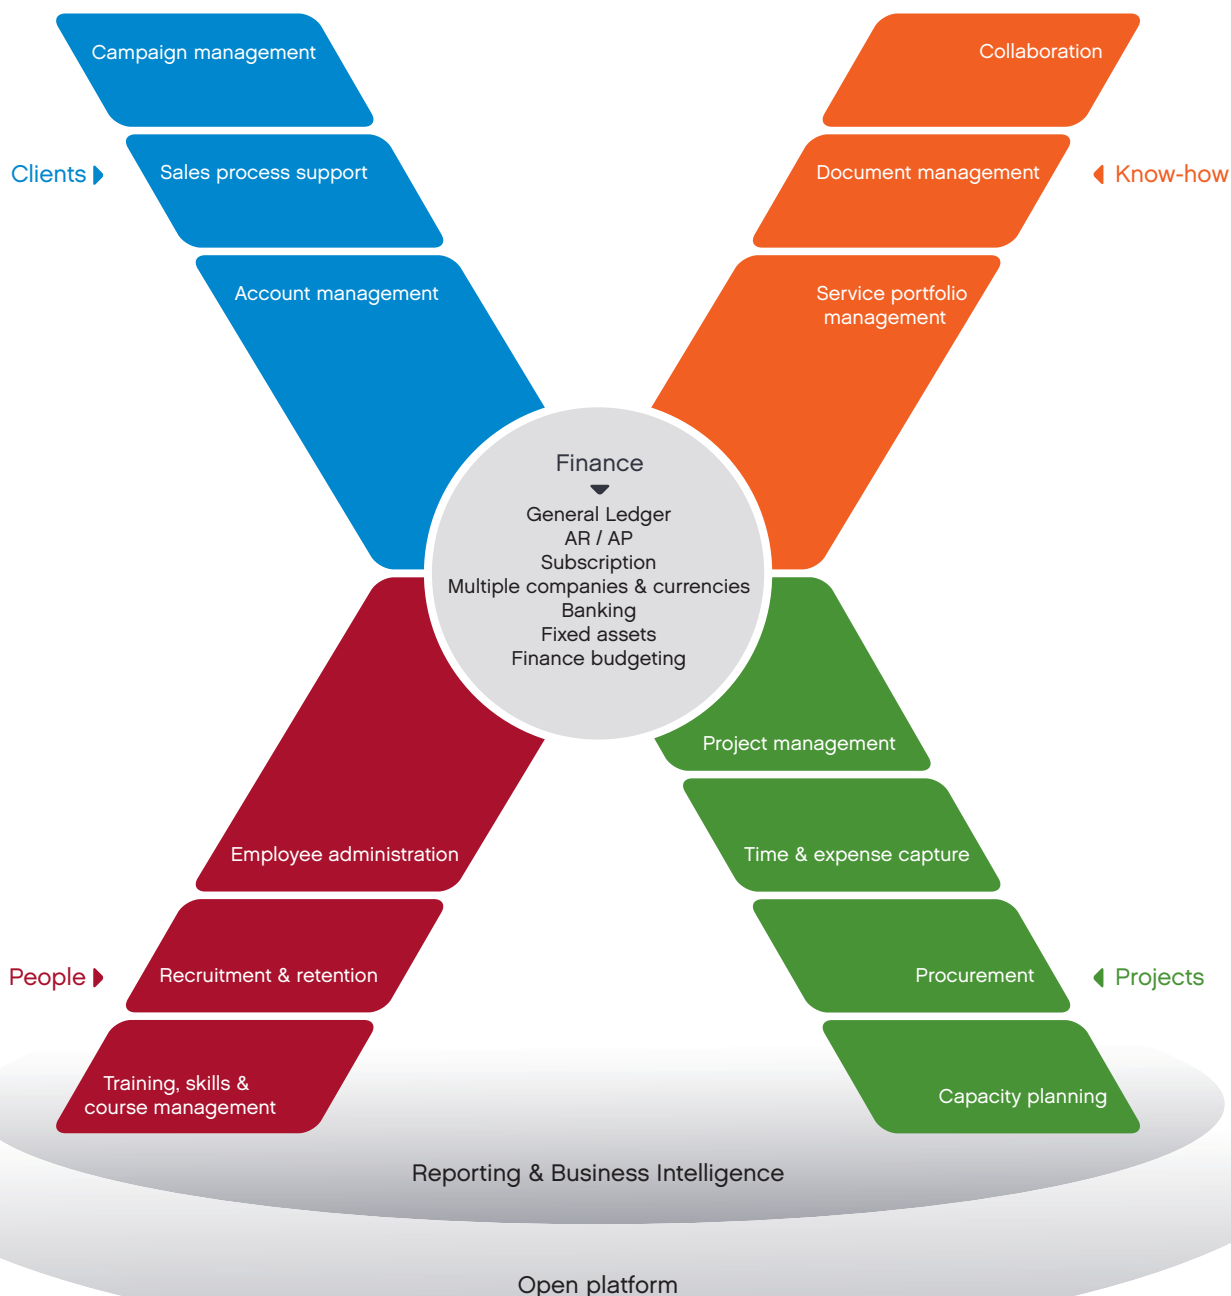 Campaign management
Collaboration
Clients
Sales process support
Document management
Know-how
Account management
Service portfolio
management
Finance
General Ledger
AR / AP
Subscription
Multiple companies & currencies
Banking
Fixed assets
Finance budgeting
Project management
Employee administration
Time & expense capture
People
Recruitment & retention
Procurement
Projects
Training, skills &
course management
Capacity planning
Reporting & Business Intelligence
Open platform